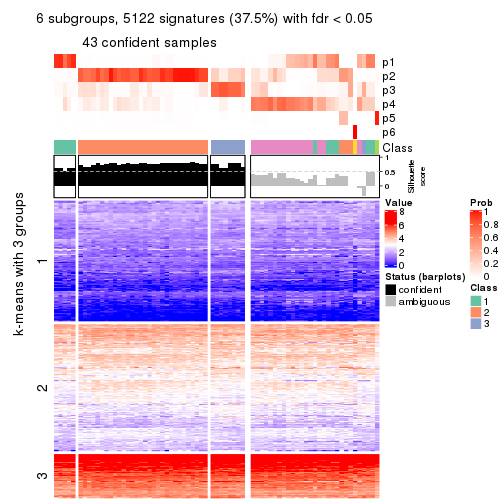 6 subgroups, 5122 signatures (37.5%) with fdr < 0.05
43 confident samples
p1
p2
p3
p4
p5
p6
Class
1
0.5
0
Silhouette
score
k-means with 3 groups
1
2
3
Value
8
6
4
2
0
Status (barplots)
confident
ambiguous
Prob
1
0.8
0.6
0.4
0.2
0
Class
1
2
3